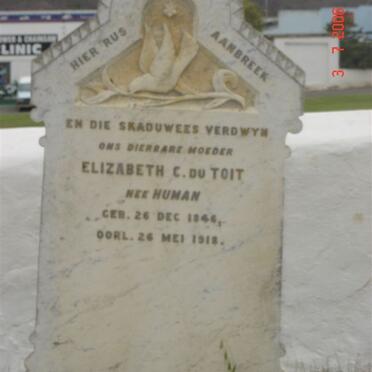 HIER RUS
AANBREEK
EN DIE SKADUWEES VERDWYN
ONS DIERBARE MOEDER
ELIZABETH C. DU TOIT
NEE HUMAN
GEB. 26 DEC 1846,
OORL. 26 MEI 1918.
CLINIC
3 7 2006